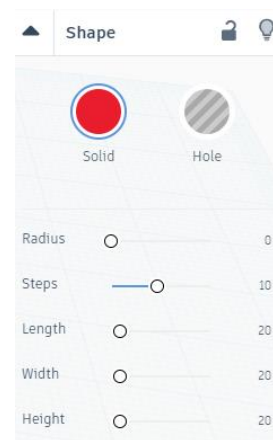 Shape
Solid Hole
Radius 0
Steps 10
Length 20
Width 20
Height 20